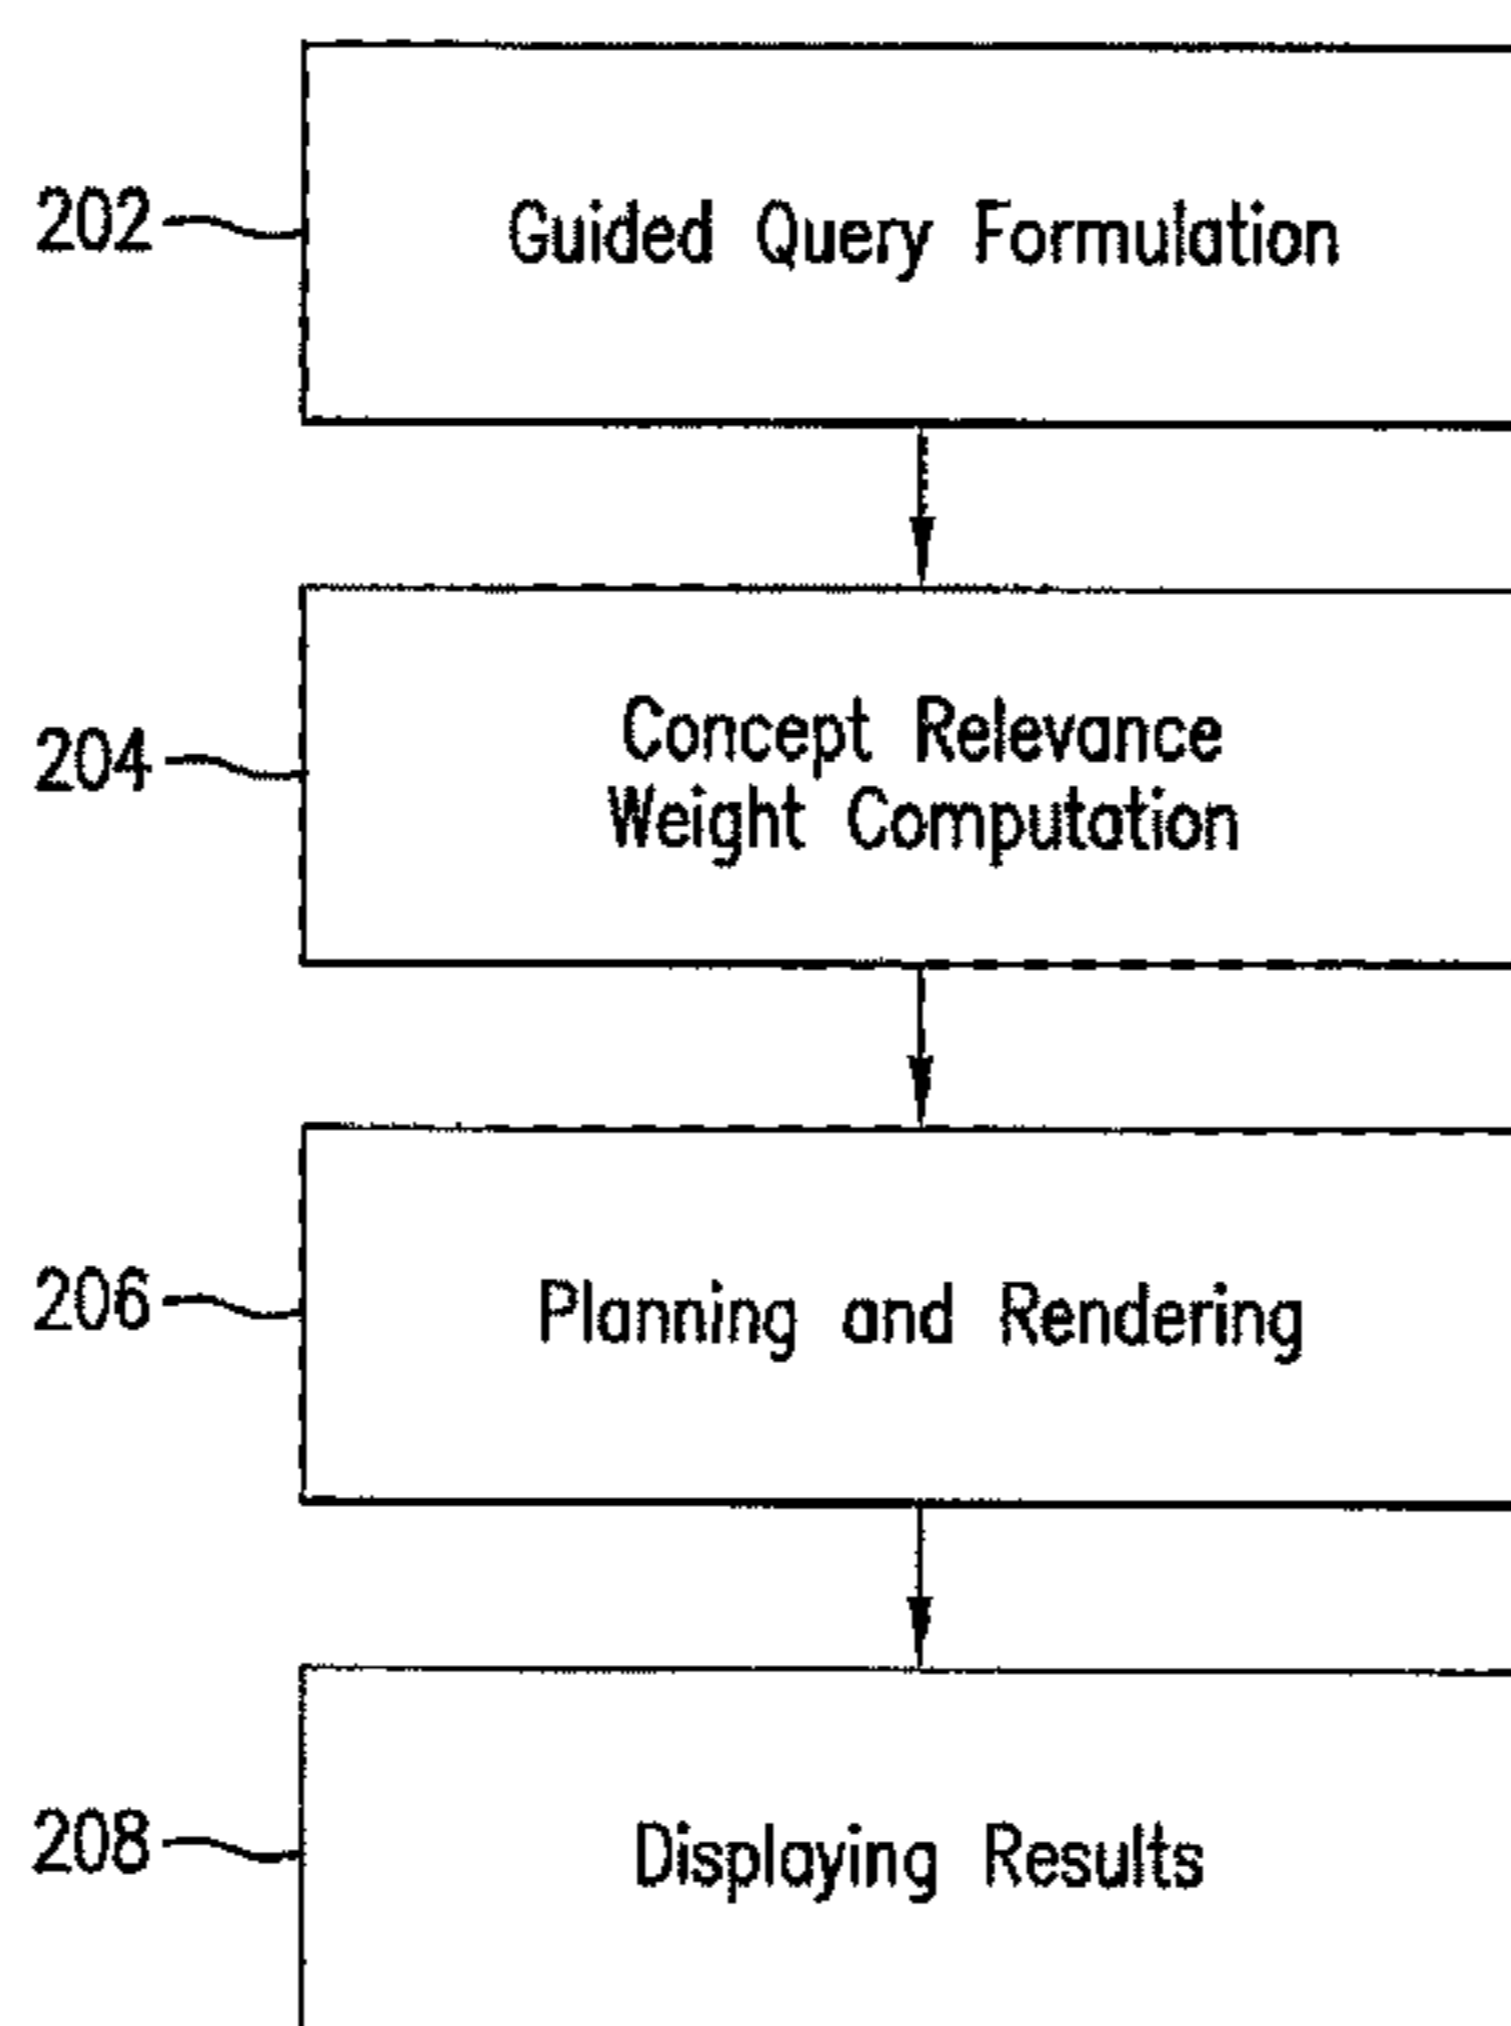 202
Guided Query Formulation
204
Concept Relevance
Weight Computation
206
Planning and Rendering
208
Displaying Results